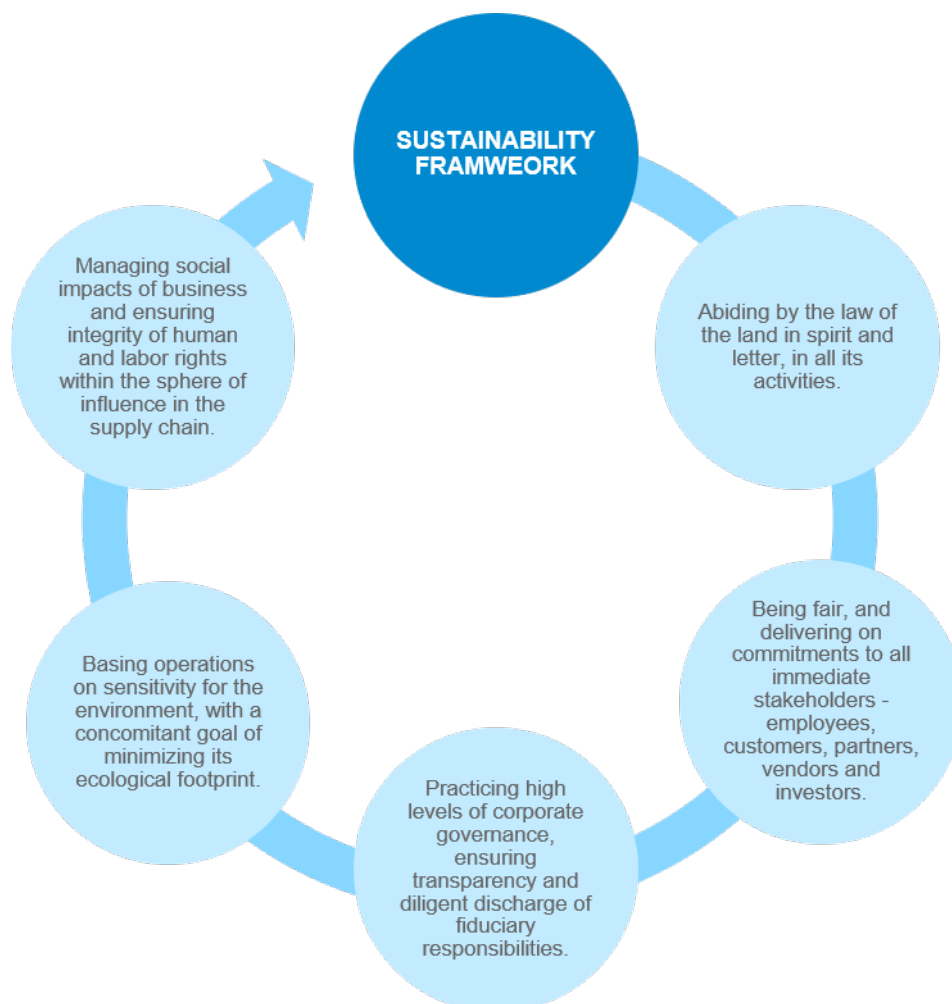 SUSTAINABILITY
FRAMWEORK
Abiding by the law of
the land in spirit and
letter, in all its
activities.
Being fair, and
delivering on
commitments to all
immediate
stakeholders -
employees,
customers, partners,
vendors and
investors.
Practicing high
levels of corporate
governance,
ensuring
transparency and
diligent discharge of
fiduciary
responsibilities.
Basing operations
on sensitivity for the
environment, with a
concomitant goal of
minimizing its
ecological footprint.
Managing social
impacts of business
and ensuring
integrity of human
and labor rights
within the sphere of
influence in the
supply chain.